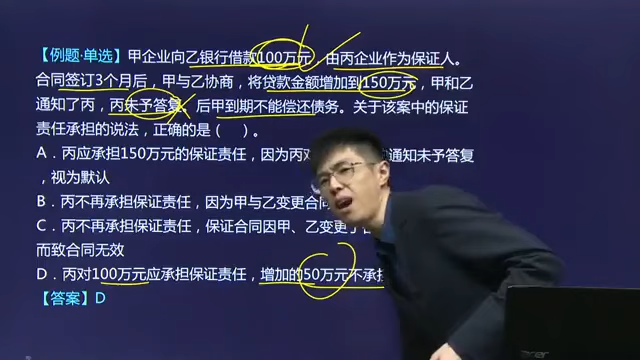 【例题·单选】甲企业向乙银行借款100万元，由丙企业作为保证人。
合同签订3个月后，甲与乙协商，将贷款金额增加到150万元，甲和乙
通知了丙，丙未予答复。后甲到期不能偿还债务。关于该案中的保证
责任承担的说法，正确的是（ ）。
A．丙应承担150万元的保证责任，因为丙对 通知未予答复
，视为默认
B．丙不再承担保证责任，因为甲与乙变更合
C．丙不再承担保证责任，保证合同因甲、乙变更了
而致合同无效
D．丙对100万元应承担保证责任，增加的50万元不承
【答案】D